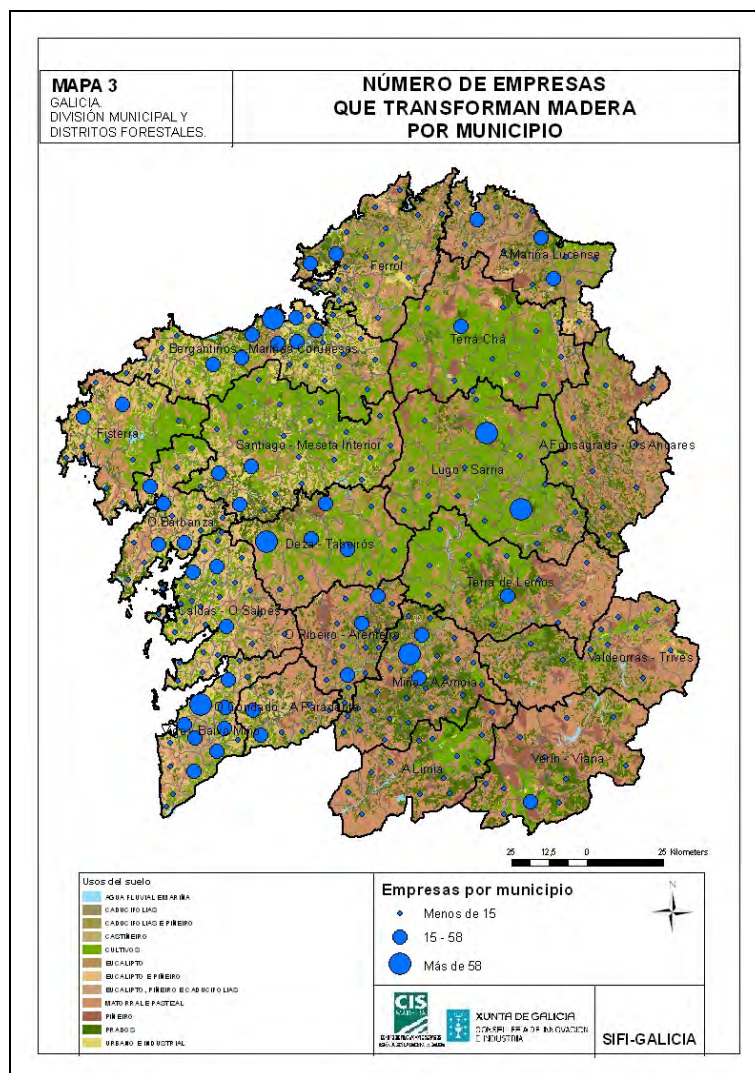 MAPA 3
GALICIA.
DIVISIÓN MUNICIPAL Y
DISTRITOS FORESTALES.
NÚMERO DE EMPRESAS
QUE TRANSFORMAN MADERA
POR MUNICIPIO
Ferrol
A Marina Lucense
Terra Chá
Bergantiños - Mariñas Coruñesas
Fisterra
Santiago - Meseta Interior
Lugo - Sarria
A Fonsagrada - Os Ancares
O Barbanza
Deza - Tabeirós
Terra de Lemos
Caldas - O Salnés
O Ribeiro - Arenteiro
Valdeorras - Trives
Miño - A Arnoia
O Condado - A Paradanta
Baixo Miño
A Limia
Verín - Viana
25 12,5 0 25 Kilometers
Usos del suelo
AGUA FLUVIAL E MARIÑA
CADUCIFOLIAS
CADUCIFOLIAS E PIÑEIRO
CASTIÑEIRO
CULTIVOS
EUCALIPTO
EUCALIPTO E PIÑEIRO
EUCALIPTO, PIÑEIRO E CADUCIFOLIAS
MATORRAL E PASTIZAL
PIÑEIRO
PRADOS
URBANO E INDUSTRIAL
Empresas por municipio
Menos de 15
15 - 58
Más de 58
N
CIS
MADEIRA
XUNTA DE GALICIA
CONSELLERÍA DE INNOVACIÓN
E INDUSTRIA
SIFI-GALICIA